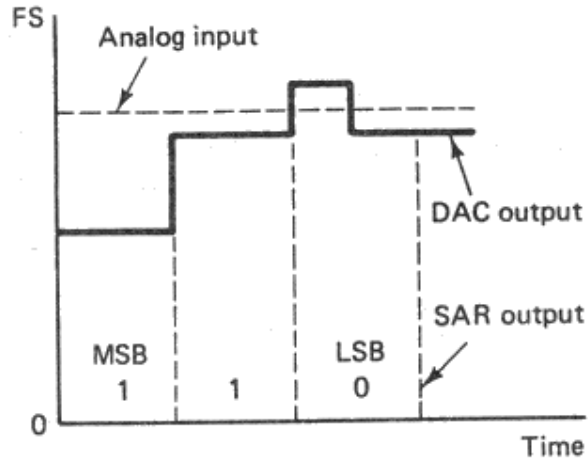 FS
Analog input
DAC output
SAR output
MSB
LSB
1
1
0
0
Time